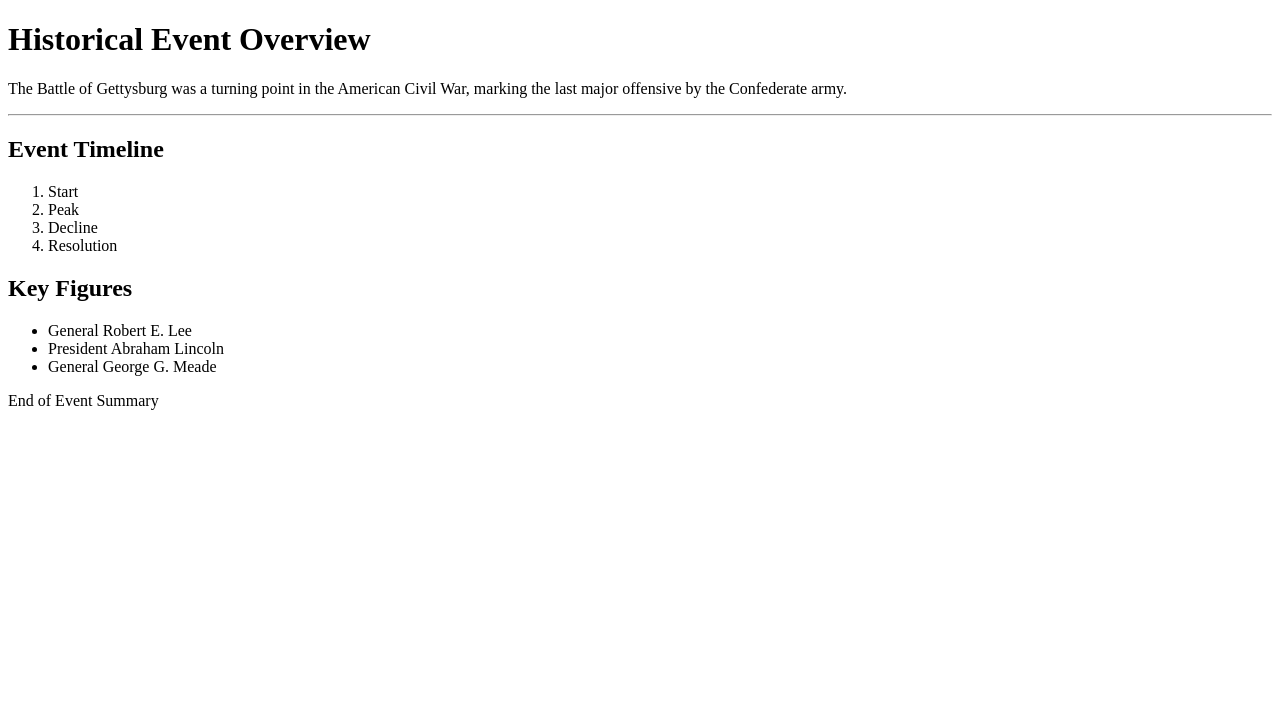 Historical Event Overview
The Battle of Gettysburg was a turning point in the American Civil War, marking the last major offensive by the Confederate army.
Event Timeline
1. Start
2. Peak
3. Decline
4. Resolution
Key Figures
• General Robert E. Lee
• President Abraham Lincoln
• General George G. Meade
End of Event Summary